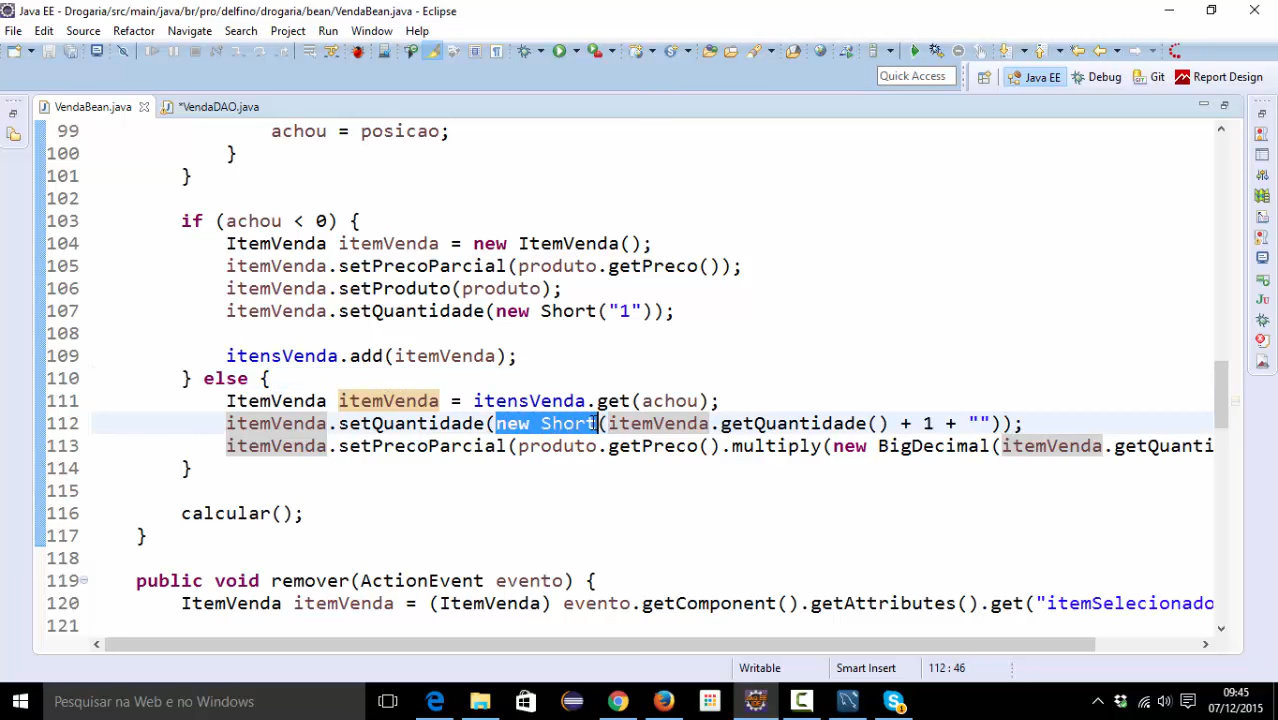 Java EE - Drogaria/src/main/java/br/pro/delfino/drogaria/bean/VendaBean.java - Eclipse
File Edit Source Refactor Navigate Search Project Run Window Help
Quick Access Java EE Debug Git Report Design
VendaBean.java *VendaDAO.java
99 achou = posicao;
100 }
101 }
102
103 if (achou < 0) {
104 ItemVenda itemVenda = new ItemVenda();
105 itemVenda.setPrecoParcial(produto.getPreco());
106 itemVenda.setProduto(produto);
107 itemVenda.setQuantidade(new Short("1"));
108
109 itensVenda.add(itemVenda);
110 } else {
111 ItemVenda itemVenda = itensVenda.get(achou);
112 itemVenda.setQuantidade(new Short(itemVenda.getQuantidade() + 1 + ""));
113 itemVenda.setPrecoParcial(produto.getPreco().multiply(new BigDecimal(itemVenda.getQuanti
114 }
115
116 calcular();
117 }
118
119 public void remover(ActionEvent evento) {
120 ItemVenda itemVenda = (ItemVenda) evento.getComponent().getAttributes().get("itemSelecionado
121
Writable Smart Insert 112 : 46
Pesquisar na Web e no Windows
09:45
07/12/2015